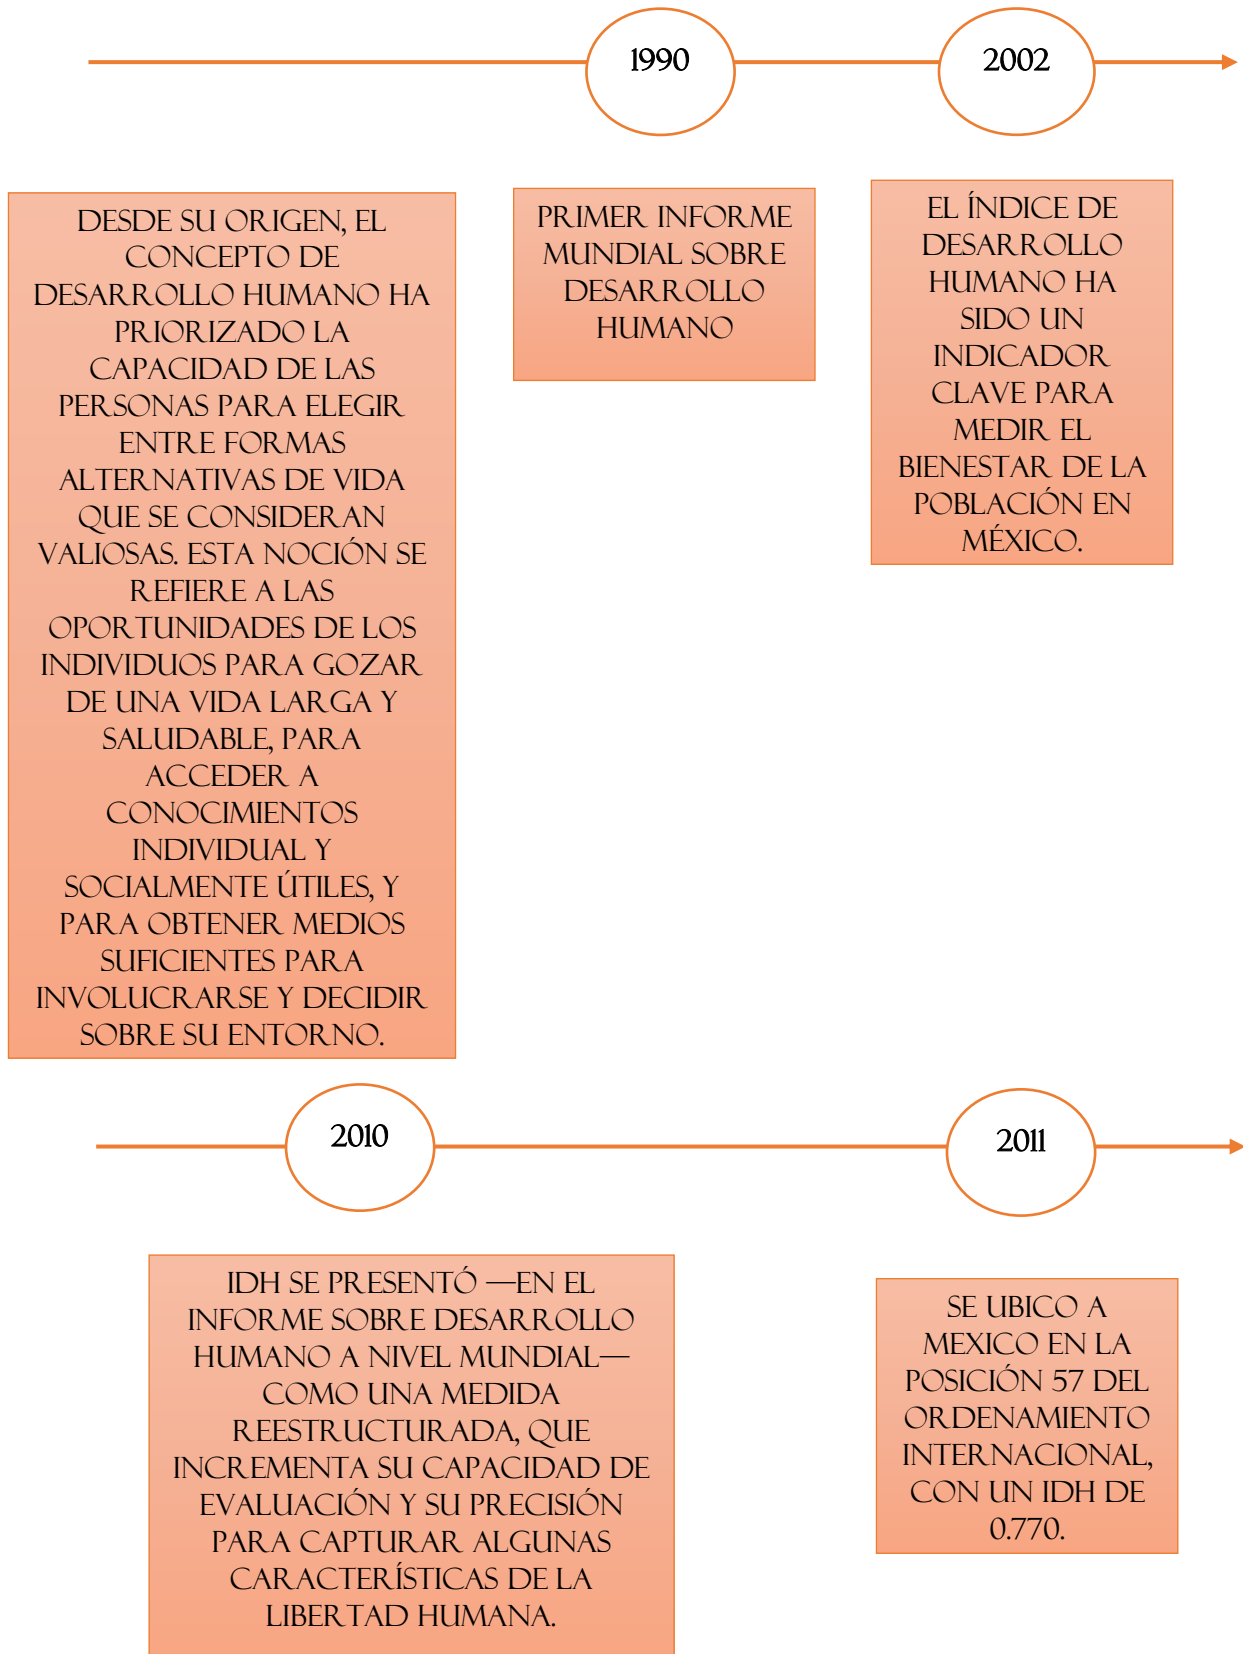 1990
2002
DESDE SU ORIGEN, EL
CONCEPTO DE
DESARROLLO HUMANO HA
PRIORIZADO LA
CAPACIDAD DE LAS
PERSONAS PARA ELEGIR
ENTRE FORMAS
ALTERNATIVAS DE VIDA
QUE SE CONSIDERAN
VALIOSAS. ESTA NOCIÓN SE
REFIERE A LAS
OPORTUNIDADES DE LOS
INDIVIDUOS PARA GOZAR
DE UNA VIDA LARGA Y
SALUDABLE, PARA
ACCEDER A
CONOCIMIENTOS
INDIVIDUAL Y
SOCIALMENTE ÚTILES, Y
PARA OBTENER MEDIOS
SUFICIENTES PARA
INVOLUCRARSE Y DECIDIR
SOBRE SU ENTORNO.
PRIMER INFORME
MUNDIAL SOBRE
DESARROLLO
HUMANO
EL ÍNDICE DE
DESARROLLO
HUMANO HA
SIDO UN
INDICADOR
CLAVE PARA
MEDIR EL
BIENESTAR DE LA
POBLACIÓN EN
MÉXICO.
2010
2011
IDH SE PRESENTÓ —EN EL
INFORME SOBRE DESARROLLO
HUMANO A NIVEL MUNDIAL—
COMO UNA MEDIDA
REESTRUCTURADA, QUE
INCREMENTA SU CAPACIDAD DE
EVALUACIÓN Y SU PRECISIÓN
PARA CAPTURAR ALGUNAS
CARACTERÍSTICAS DE LA
LIBERTAD HUMANA.
SE UBICO A
MEXICO EN LA
POSICIÓN 57 DEL
ORDENAMIENTO
INTERNACIONAL,
CON UN IDH DE
0.770.